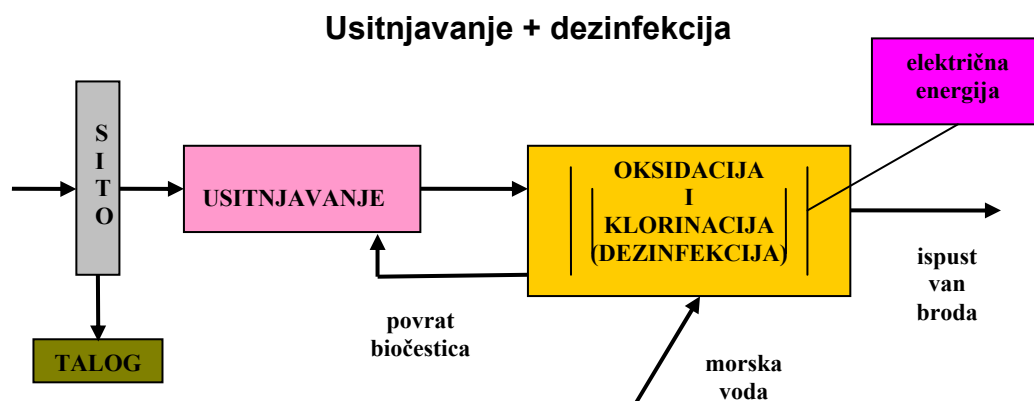 Usitnjavanje + dezinfekcija
električna
energija
S
I
T
O
USITNJAVANJE
OKSIDACIJA
I
KLORINACIJA
(DEZINFEKCIJA)
ispust
van
broda
povrat
biočestica
TALOG
morska
voda